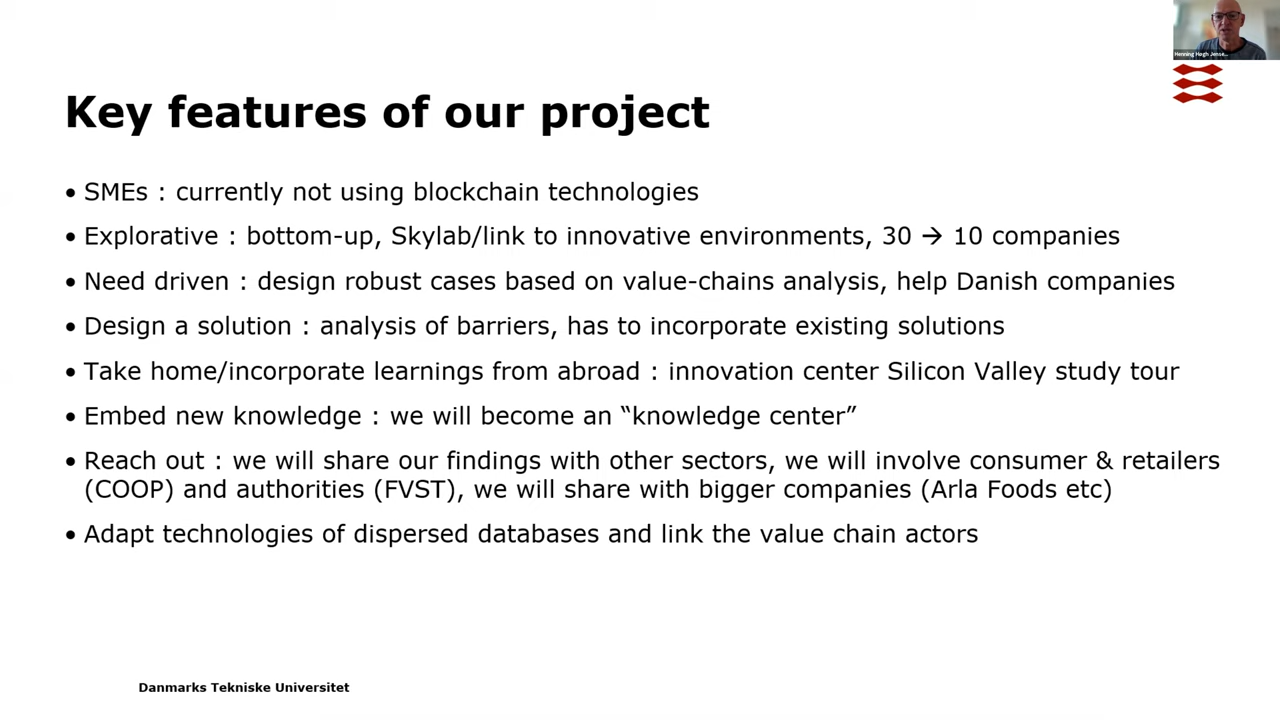 Henning Høgh Jense...
Key features of our project
• SMEs : currently not using blockchain technologies
• Explorative : bottom-up, Skylab/link to innovative environments, 30 → 10 companies
• Need driven : design robust cases based on value-chains analysis, help Danish companies
• Design a solution : analysis of barriers, has to incorporate existing solutions
• Take home/incorporate learnings from abroad : innovation center Silicon Valley study tour
• Embed new knowledge : we will become an “knowledge center”
• Reach out : we will share our findings with other sectors, we will involve consumer & retailers
(COOP) and authorities (FVST), we will share with bigger companies (Arla Foods etc)
• Adapt technologies of dispersed databases and link the value chain actors
Danmarks Tekniske Universitet